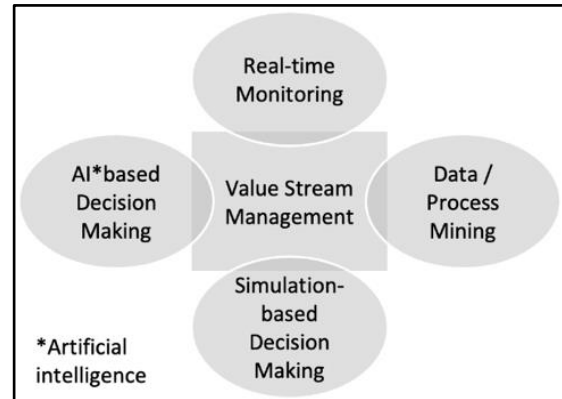 Real-time
Monitoring
AI*based
Decision
Making
Value Stream
Management
Data /
Process
Mining
Simulation-
based
Decision
Making
*Artificial
intelligence